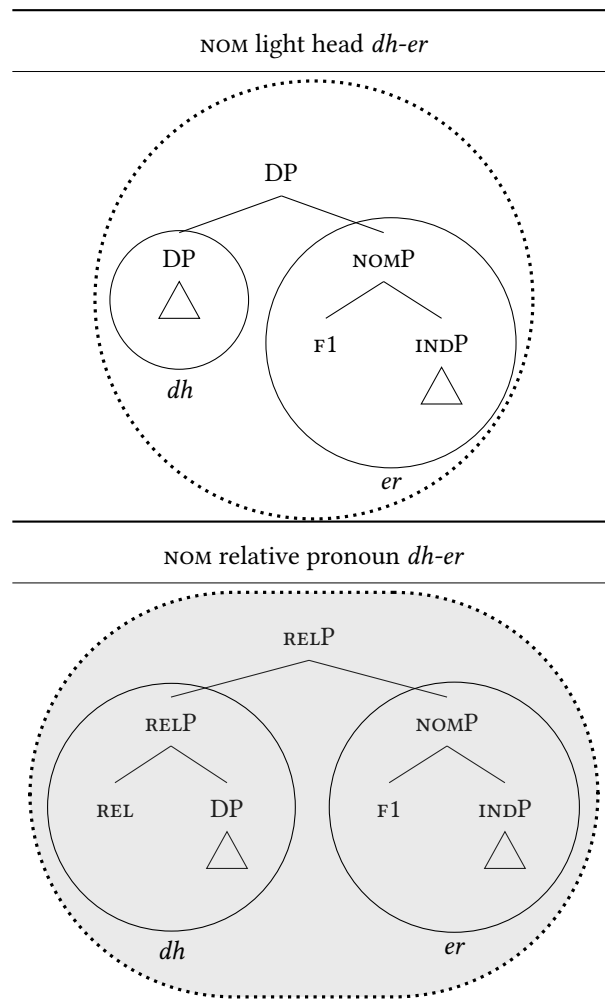 NOM light head dh-er
DP
DP NOMP
F1 INDP
dh
er
NOM relative pronoun dh-er
RELP
RELP NOMP
REL DP F1 INDP
dh er